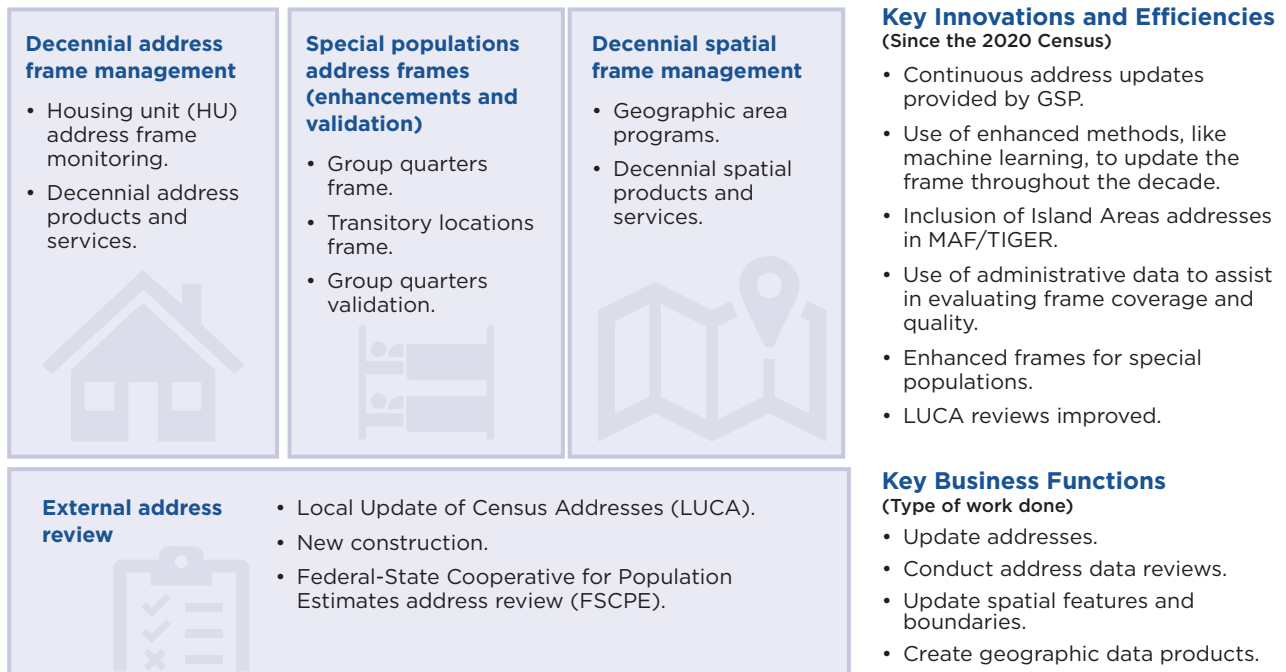 Decennial address
frame management
• Housing unit (HU)
address frame
monitoring.
• Decennial address
products and
services.
Special populations
address frames
(enhancements and
validation)
• Group quarters
frame.
• Transitory locations
frame.
• Group quarters
validation.
Decennial spatial
frame management
• Geographic area
programs.
• Decennial spatial
products and
services.
External address
review
• Local Update of Census Addresses (LUCA).
• New construction.
• Federal-State Cooperative for Population
Estimates address review (FSCPE).
Key Innovations and Efficiencies
(Since the 2020 Census)
• Continuous address updates
provided by GSP.
• Use of enhanced methods, like
machine learning, to update the
frame throughout the decade.
• Inclusion of Island Areas addresses
in MAF/TIGER.
• Use of administrative data to assist
in evaluating frame coverage and
quality.
• Enhanced frames for special
populations.
• LUCA reviews improved.
Key Business Functions
(Type of work done)
• Update addresses.
• Conduct address data reviews.
• Update spatial features and
boundaries.
• Create geographic data products.